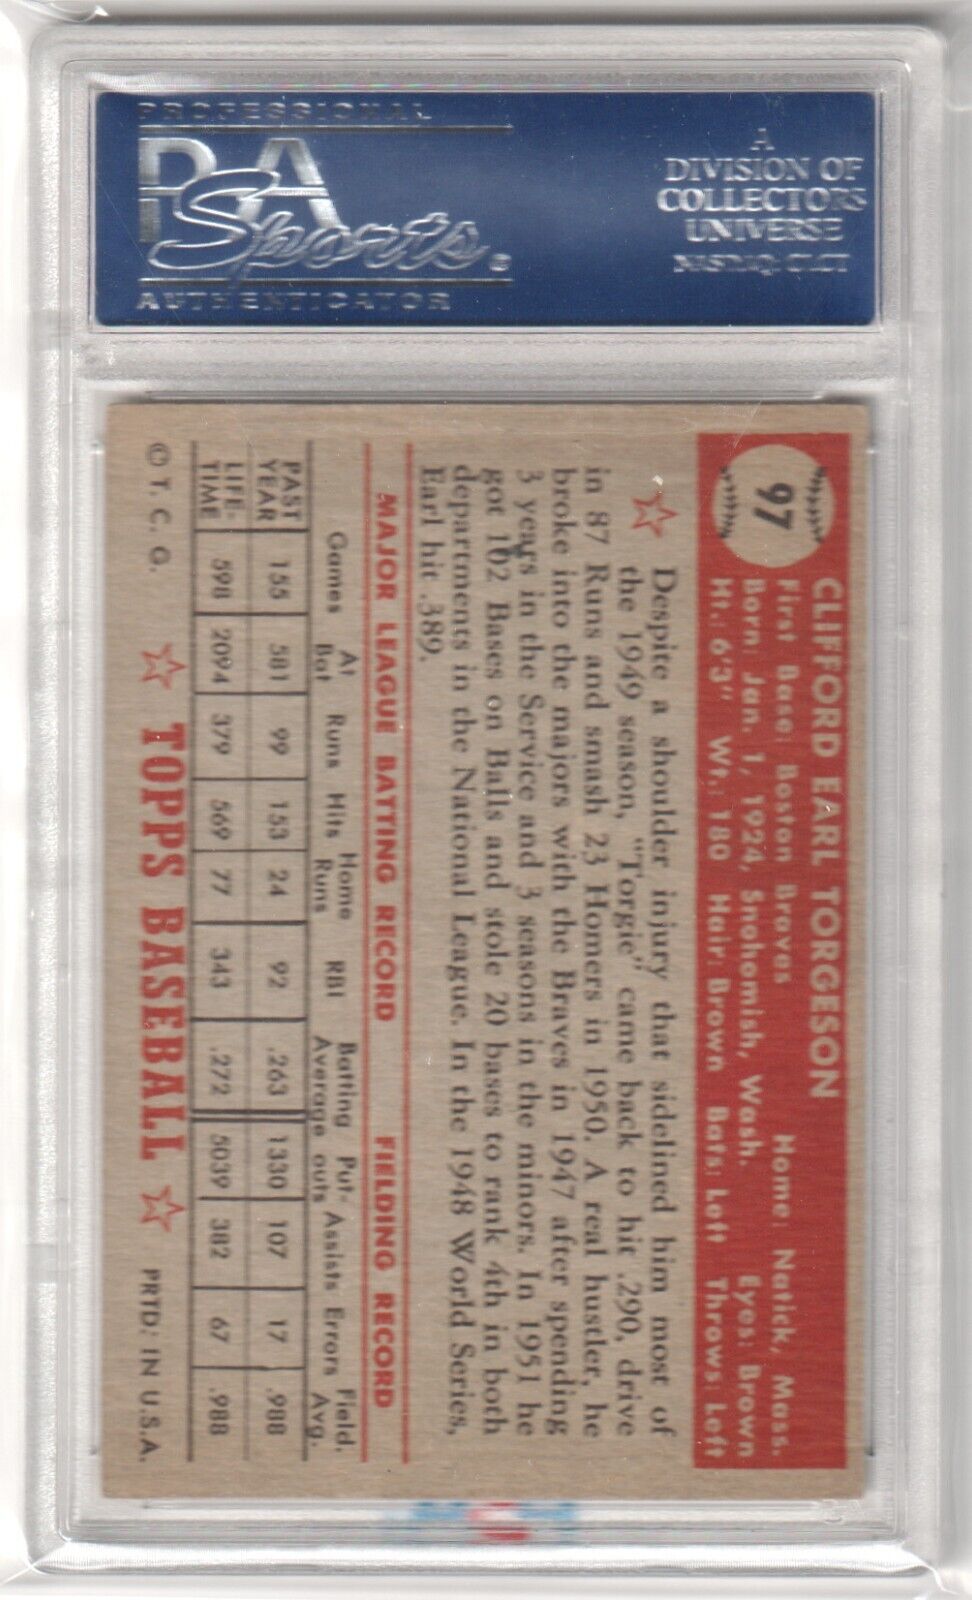 PROFESSIONAL
PSA
Sports®
AUTHENTICATOR
A
DIVISION OF
COLLECTORS
UNIVERSE
NASDAQ: CLCT
97
CLIFFORD EARL TORGESON
First Base: Boston Braves Home: Natick, Mass.
Born: Jan. 1, 1924, Snohomish, Wash. Eyes: Brown
Ht.: 6'3" Wt.: 180 Hair: Brown Bats: Left Throws: Left
Despite a shoulder injury that sidelined him most of
the 1949 season, "Torgie" came back to hit .290, drive
in 87 Runs and smash 23 Homers in 1950. A real hustler, he
broke into the majors with the Braves in 1947 after spending
3 years in the Service and 3 seasons in the minors. In 1951 he
got 102 Bases on Balls and stole 20 bases to rank 4th in both
departments in the National League. In the 1948 World Series,
Earl hit .389.
MAJOR LEAGUE BATTING RECORD FIELDING RECORD
Games At Bat Runs Hits Home Runs RBI Batting Average Put-outs Assists Errors Field. Avg.
PAST YEAR 155 581 99 153 24 92 .263 1330 107 17 .988
LIFE-TIME 598 2094 379 569 77 343 .272 5039 382 67 .988
© T. C. G. TOPPS BASEBALL PRTD: IN U.S.A.